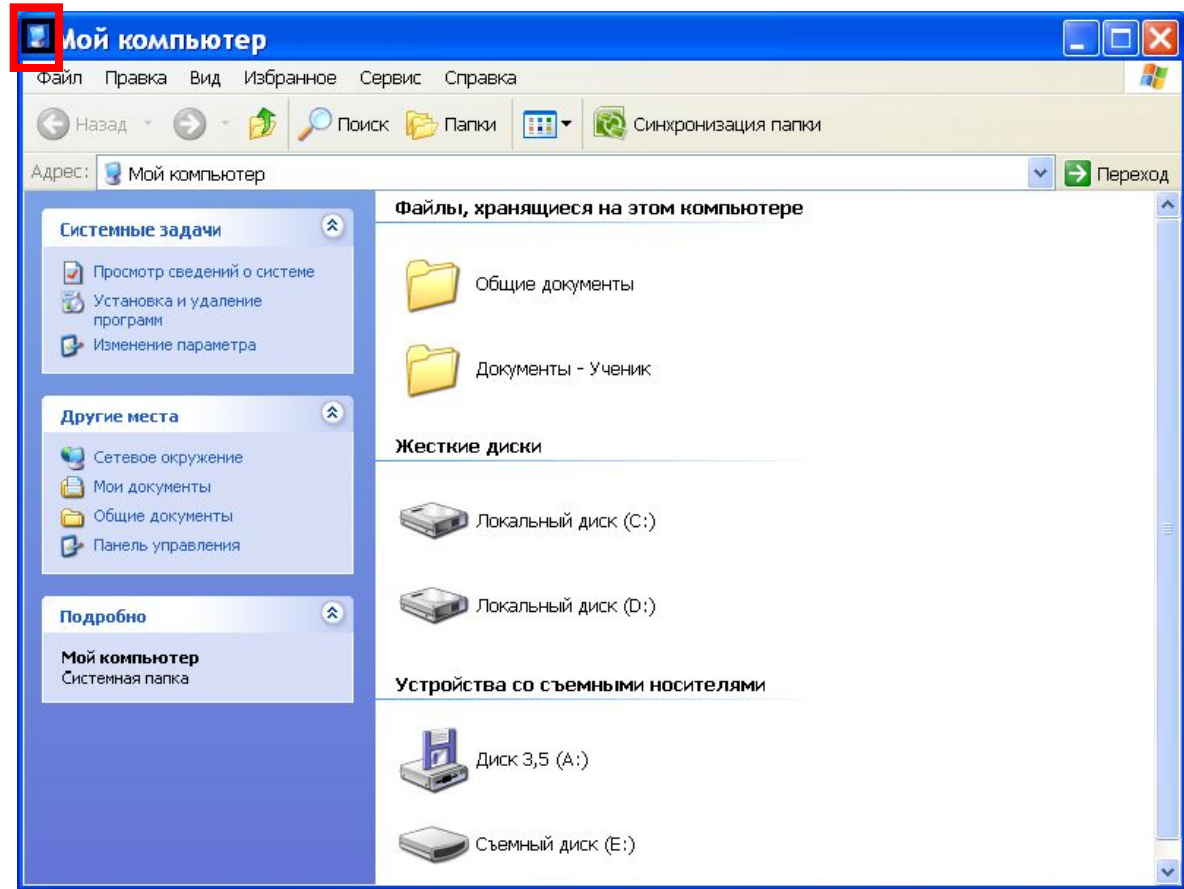 Мой компьютер
Файл Правка Вид Избранное Сервис Справка
Назад Поиск Папки Синхронизация папки
Адрес: Мой компьютер Переход
Системные задачи
Просмотр сведений о системе
Установка и удаление
программ
Изменение параметра
Другие места
Сетевое окружение
Мои документы
Общие документы
Панель управления
Подробно
Мой компьютер
Системная папка
Файлы, хранящиеся на этом компьютере
Общие документы
Документы - Ученик
Жесткие диски
Локальный диск (C:)
Локальный диск (D:)
Устройства со съемными носителями
Диск 3,5 (A:)
Съемный диск (E:)